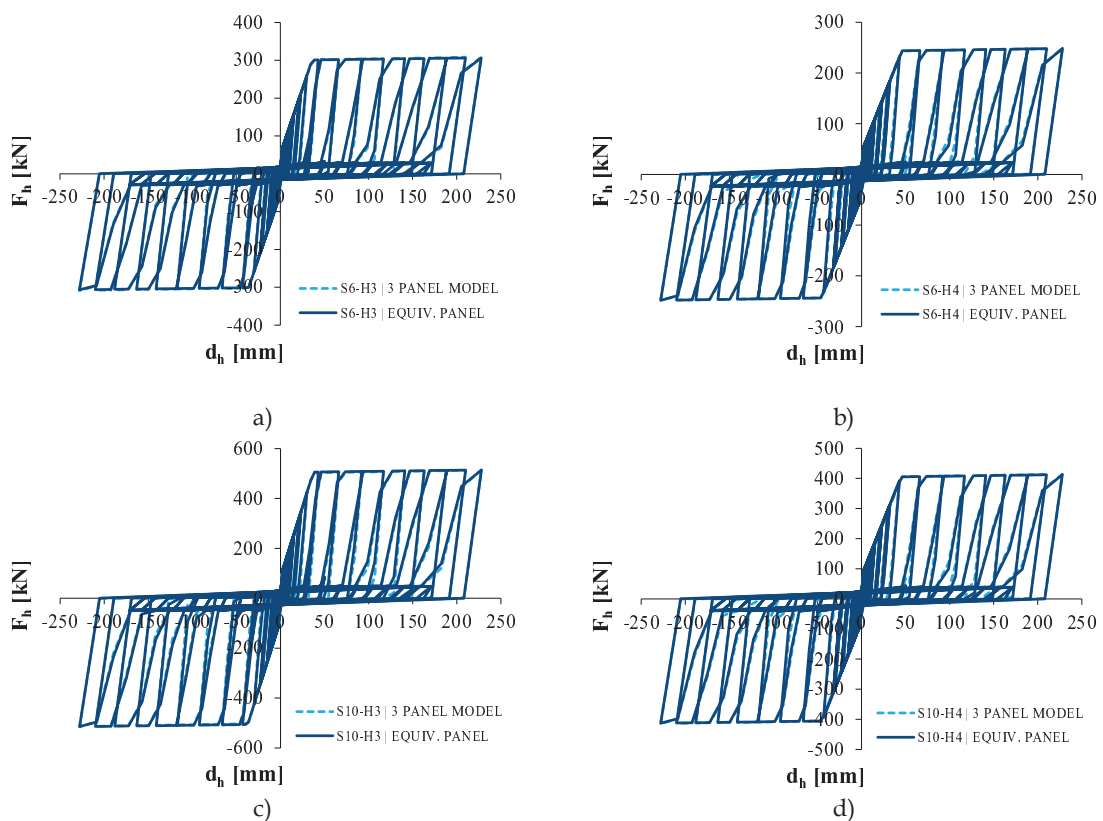 400
300
200
100
0
-100
-200
-300
-400
-250 -200 -150 -100 -50 0 50 100 150 200 250
F_h [kN]
d_h [mm]
S6-H3 | 3 PANEL MODEL
S6-H3 | EQUIV. PANEL
a)
300
200
100
0
-100
-200
-300
-250 -200 -150 -100 -50 0 50 100 150 200 250
F_h [kN]
d_h [mm]
S6-H4 | 3 PANEL MODEL
S6-H4 | EQUIV. PANEL
b)
600
400
200
0
-200
-400
-600
-250 -200 -150 -100 -50 0 50 100 150 200 250
F_h [kN]
d_h [mm]
S10-H3 | 3 PANEL MODEL
S10-H3 | EQUIV. PANEL
c)
500
400
300
200
100
0
-100
-200
-300
-400
-500
-250 -200 -150 -100 -50 0 50 100 150 200 250
F_h [kN]
d_h [mm]
S10-H4 | 3 PANEL MODEL
S10-H4 | EQUIV. PANEL
d)